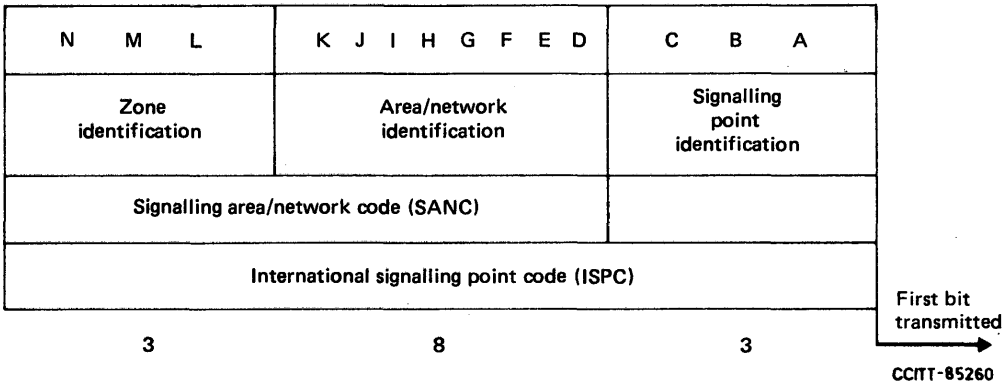 N M L K J I H G F E D C B A
Zone
identification
Area/network
identification
Signalling
point
identification
Signalling area/network code (SANC)
International signalling point code (ISPC)
First bit
transmitted
3 8 3
CCITT-85260